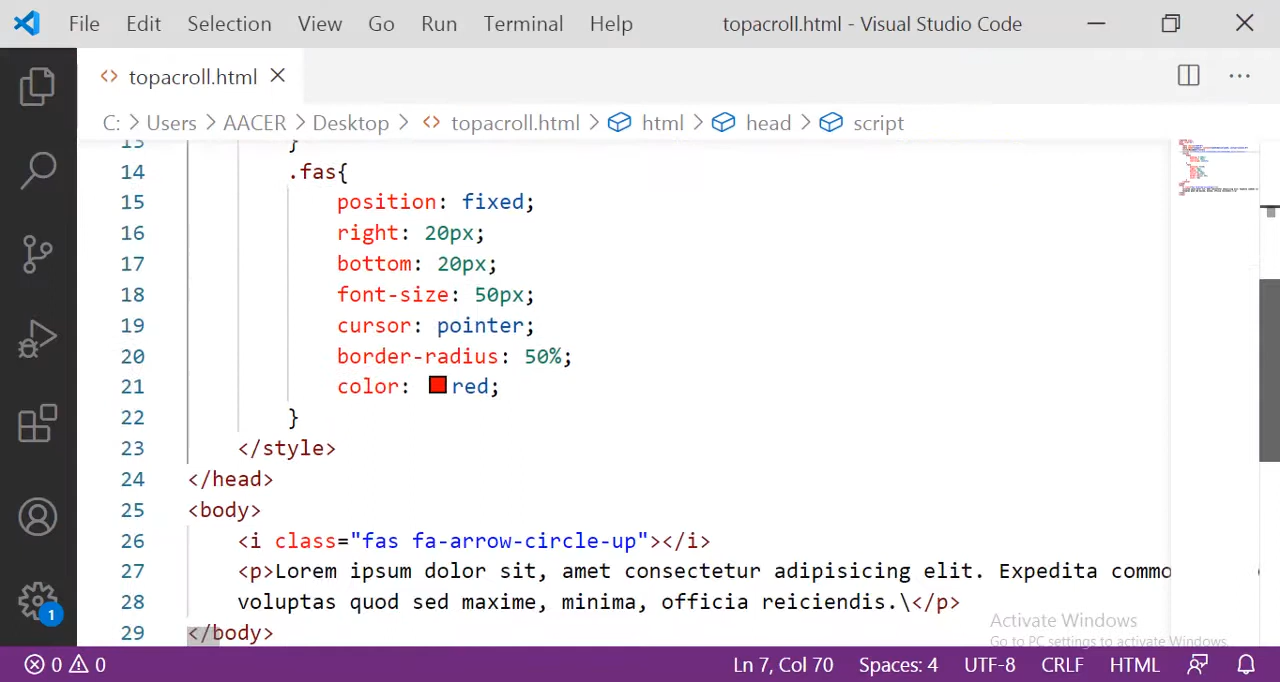 File Edit Selection View Go Run Terminal Help topacroll.html - Visual Studio Code
topacroll.html
C: > Users > AACER > Desktop > topacroll.html > html > head > script
13 }
14 .fas{
15 position: fixed;
16 right: 20px;
17 bottom: 20px;
18 font-size: 50px;
19 cursor: pointer;
20 border-radius: 50%;
21 color: red;
22 }
23 </style>
24 </head>
25 <body>
26 <i class="fas fa-arrow-circle-up"></i>
27 <p>Lorem ipsum dolor sit, amet consectetur adipisicing elit. Expedita commo
28 voluptas quod sed maxime, minima, officia reiciendis.\</p>
29 </body>
Activate Windows
Go to PC settings to activate Windows.
1
0 0 Ln 7, Col 70 Spaces: 4 UTF-8 CRLF HTML